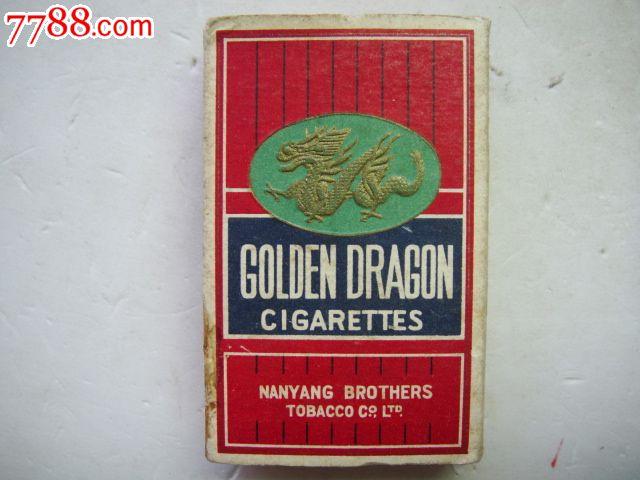 7788.com
GOLDEN DRAGON
CIGARETTES
NANYANG BROTHERS
TOBACCO CO., LTD.